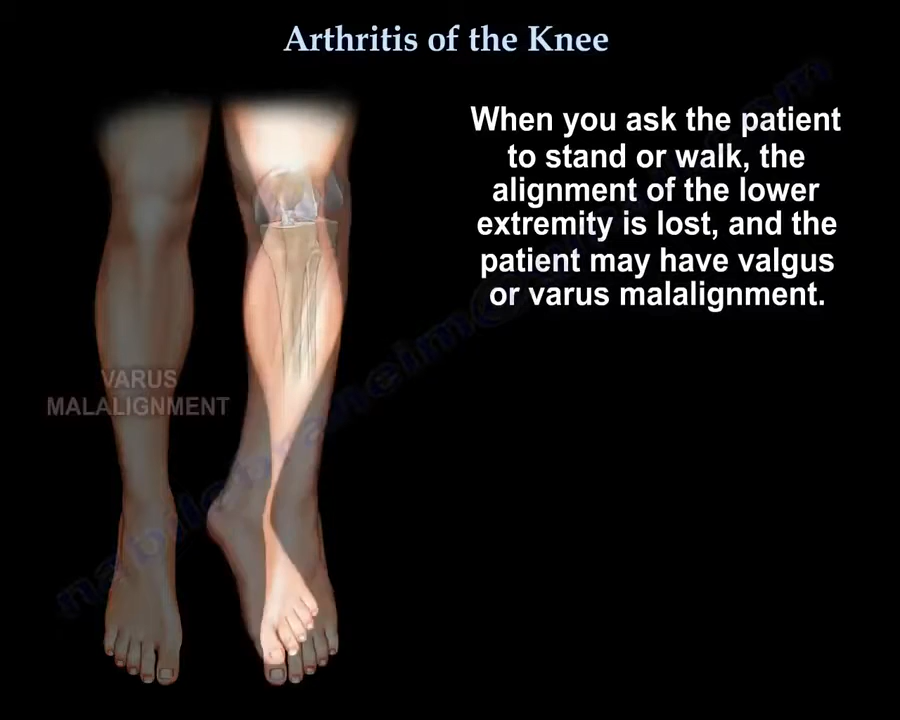 Arthritis of the Knee
When you ask the patient
to stand or walk, the
alignment of the lower
extremity is lost, and the
patient may have valgus
or varus malalignment.
VARUS
MALALIGNMENT